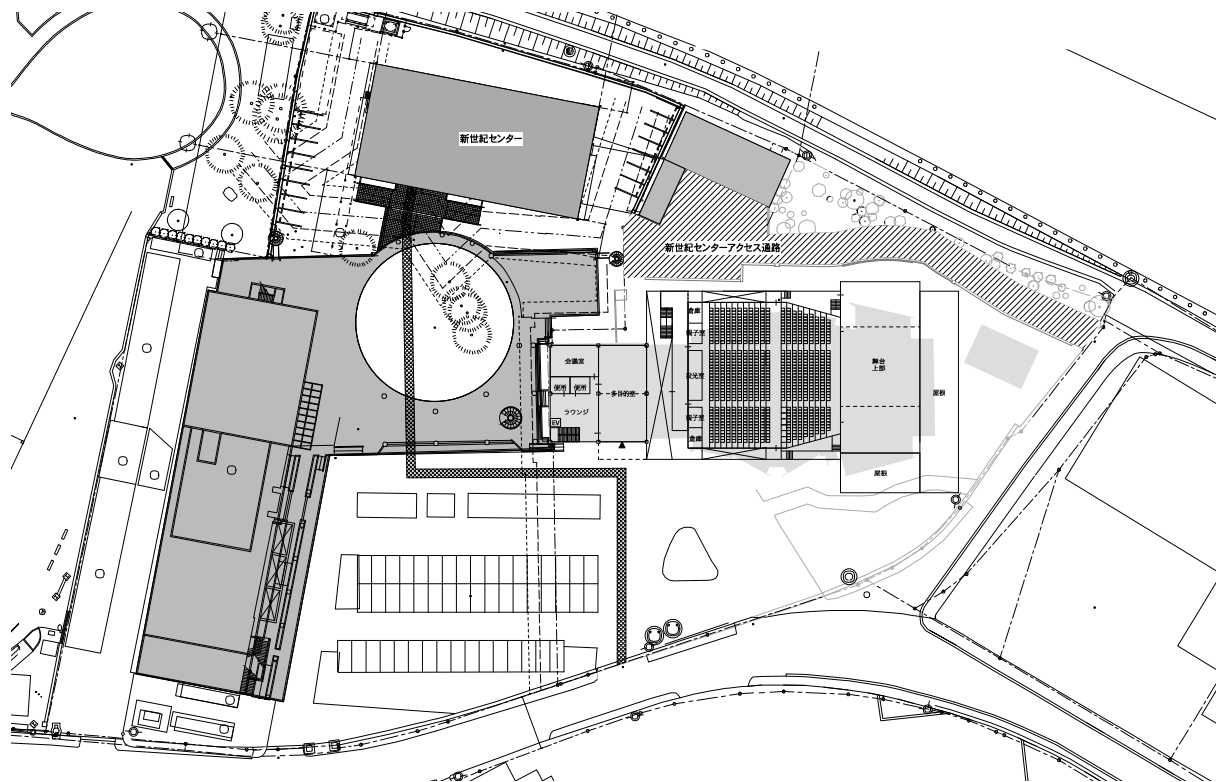 新世紀センター
新世紀センターアクセス通路
倉庫
親子室
投光室
親子室
倉庫
舞台
上部
屋根
屋根
会議室
便所
便所
多目的室
ラウンジ
EV